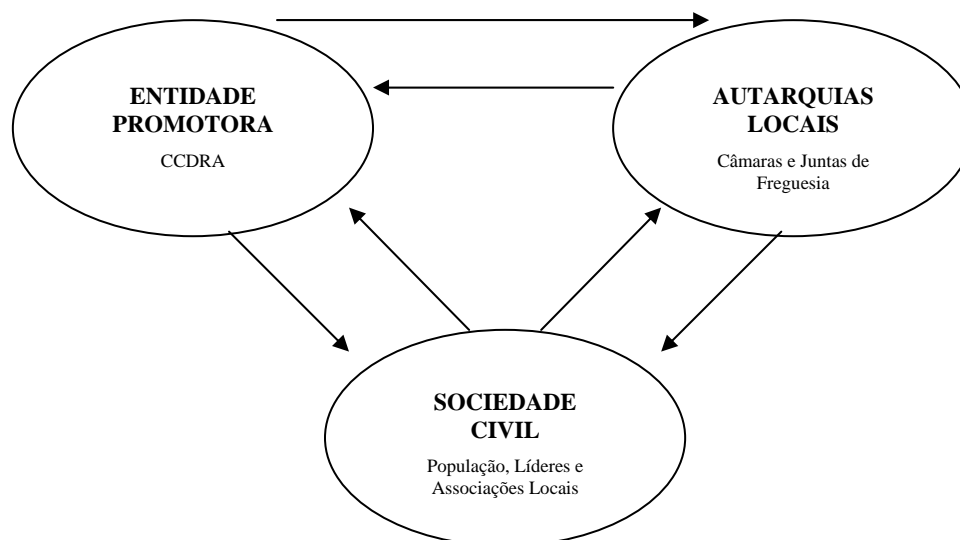 ENTIDADE
PROMOTORA
CCDRA
AUTARQUIAS
LOCAIS
Câmaras e Juntas de
Freguesia
SOCIEDADE
CIVIL
População, Líderes e
Associações Locais